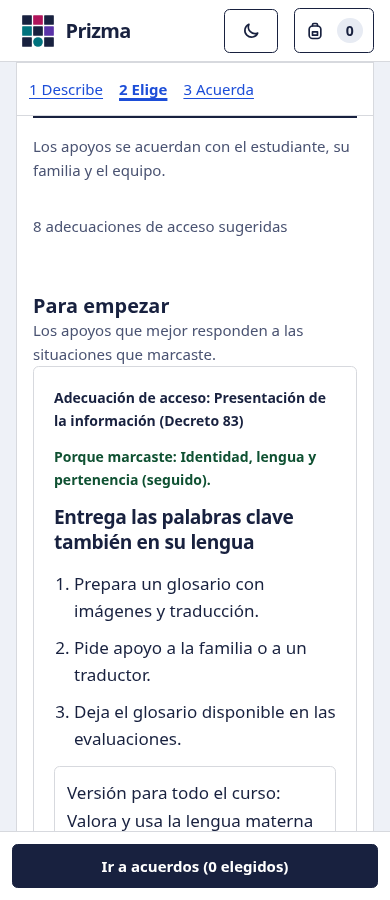 Prizma
0
1 Describe 2 Elige 3 Acuerda
Los apoyos se acuerdan con el estudiante, su
familia y el equipo.
8 adecuaciones de acceso sugeridas
Para empezar
Los apoyos que mejor responden a las
situaciones que marcaste.
Adecuación de acceso: Presentación de
la información (Decreto 83)
Porque marcaste: Identidad, lengua y
pertenencia (seguido).
Entrega las palabras clave
también en su lengua
1. Prepara un glosario con
imágenes y traducción.
2. Pide apoyo a la familia o a un
traductor.
3. Deja el glosario disponible en las
evaluaciones.
Versión para todo el curso:
Valora y usa la lengua materna
Ir a acuerdos (0 elegidos)